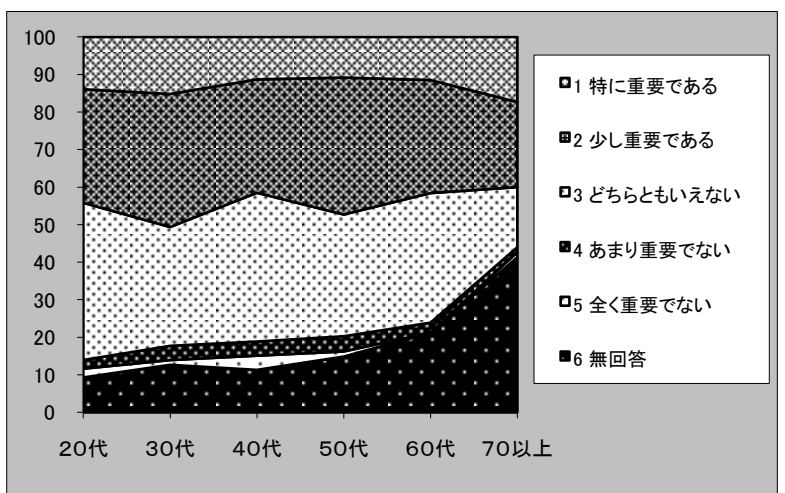 100
90
80
70
60
50
40
30
20
10
0
20代 30代 40代 50代 60代 70以上
1 特に重要である
2 少し重要である
3 どちらともいえない
4 あまり重要でない
5 全く重要でない
6 無回答